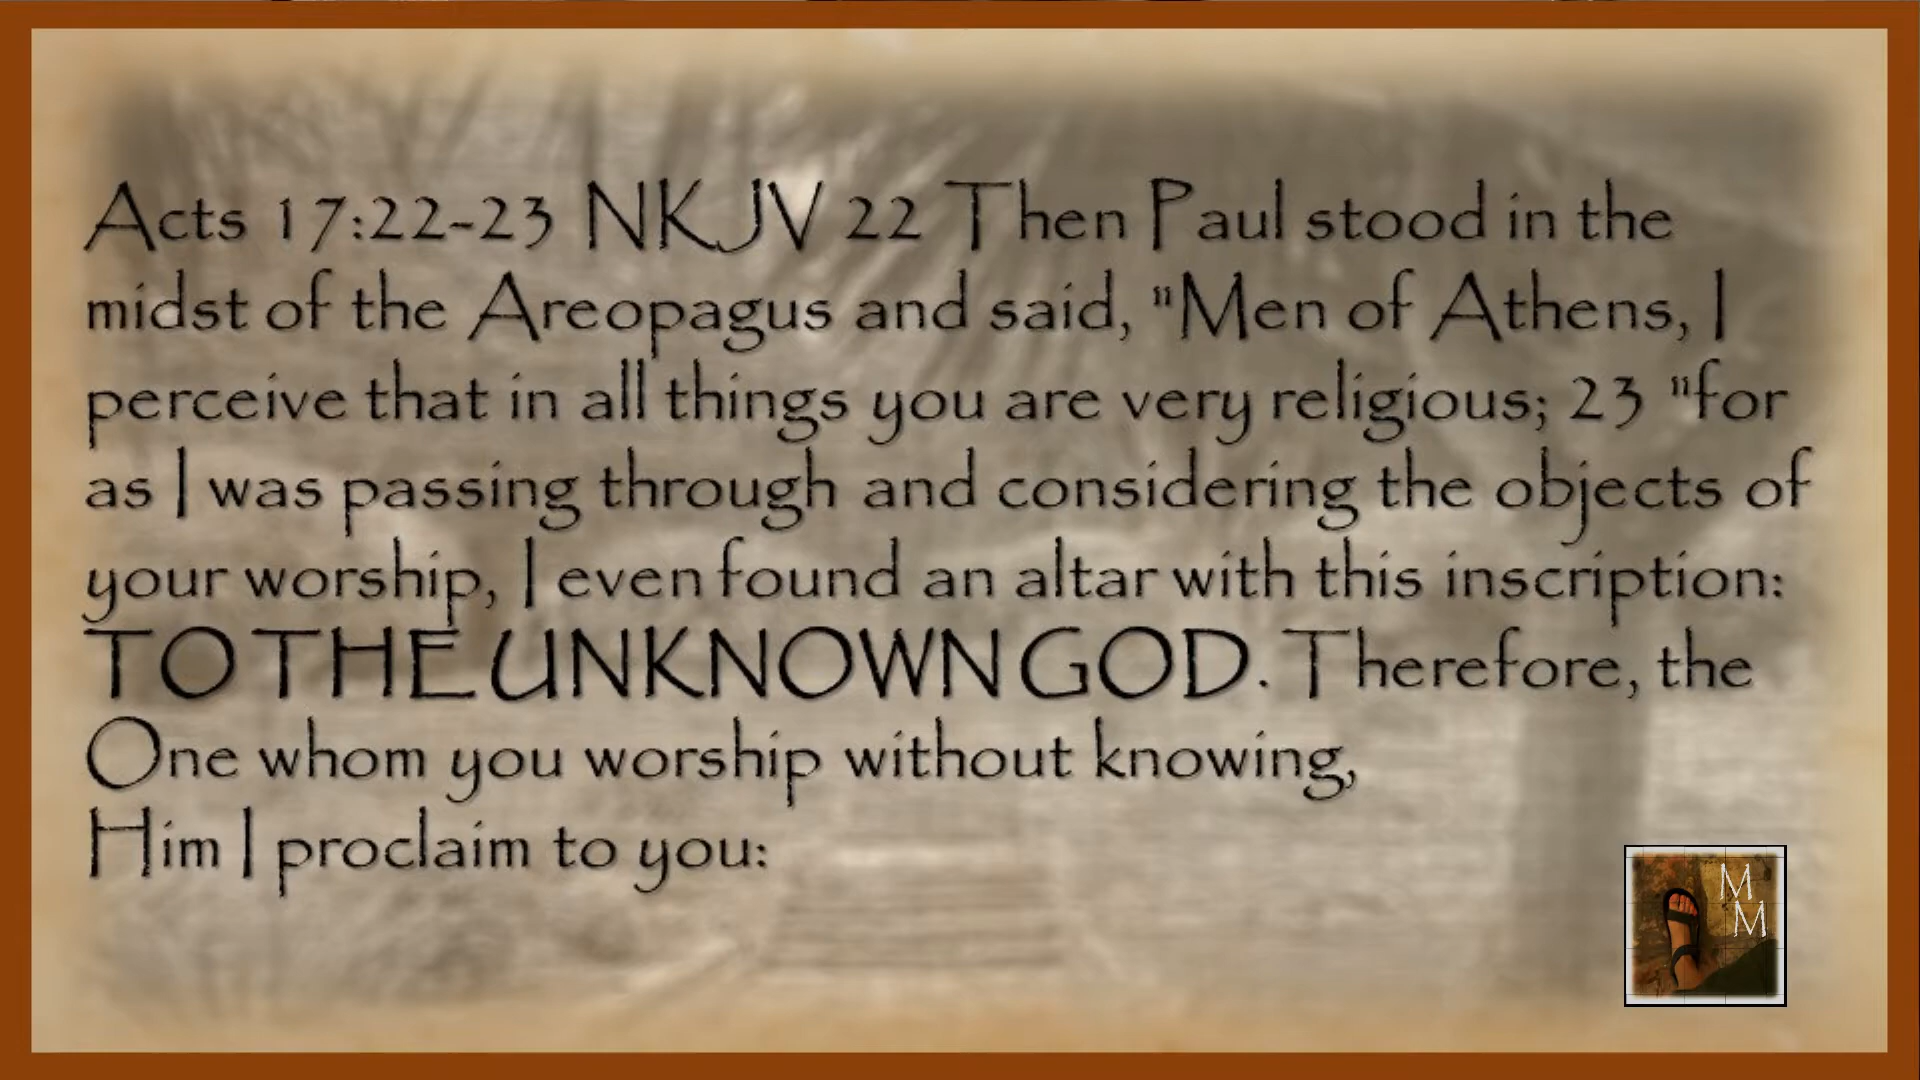 Acts 17:22-23 NKJV 22 Then Paul stood in the
midst of the Areopagus and said, "Men of Athens, I
perceive that in all things you are very religious; 23 "for
as I was passing through and considering the objects of
your worship, I even found an altar with this inscription:
TO THE UNKNOWN GOD. Therefore, the
One whom you worship without knowing,
Him I proclaim to you:
M
M